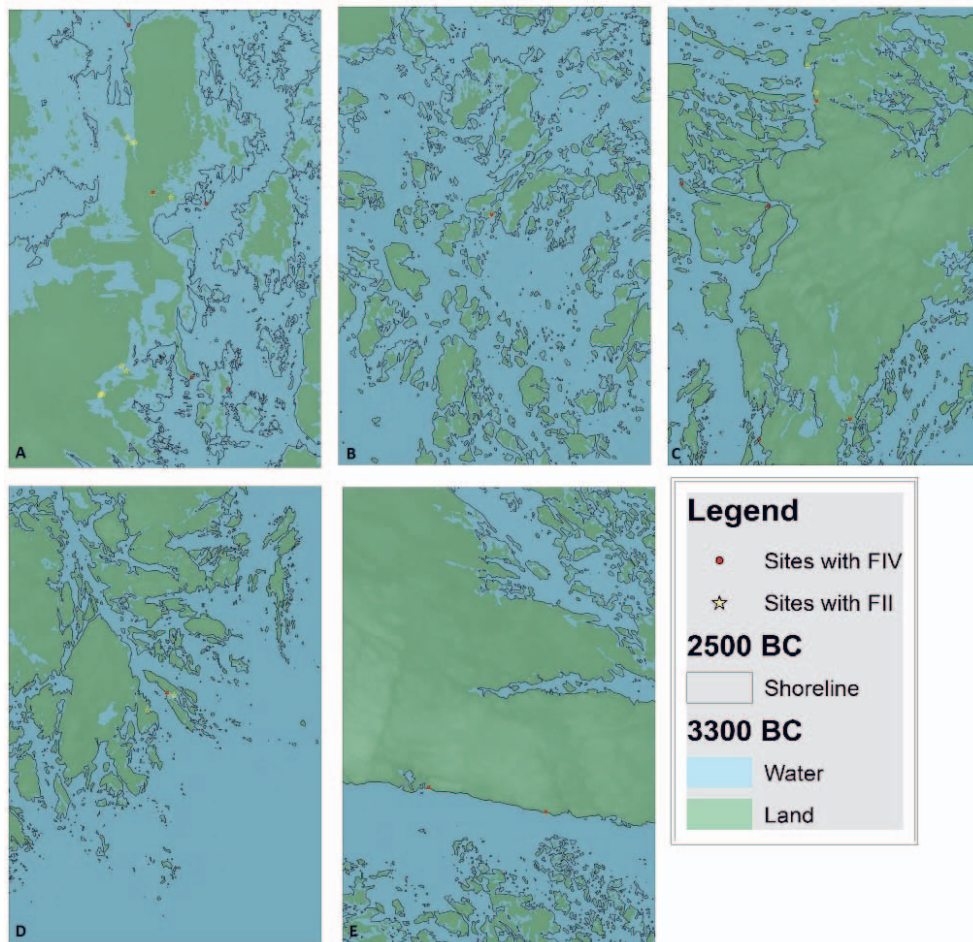 A
B
C
D
E
Legend
Sites with FIV
Sites with FII
2500 BC
Shoreline
3300 BC
Water
Land